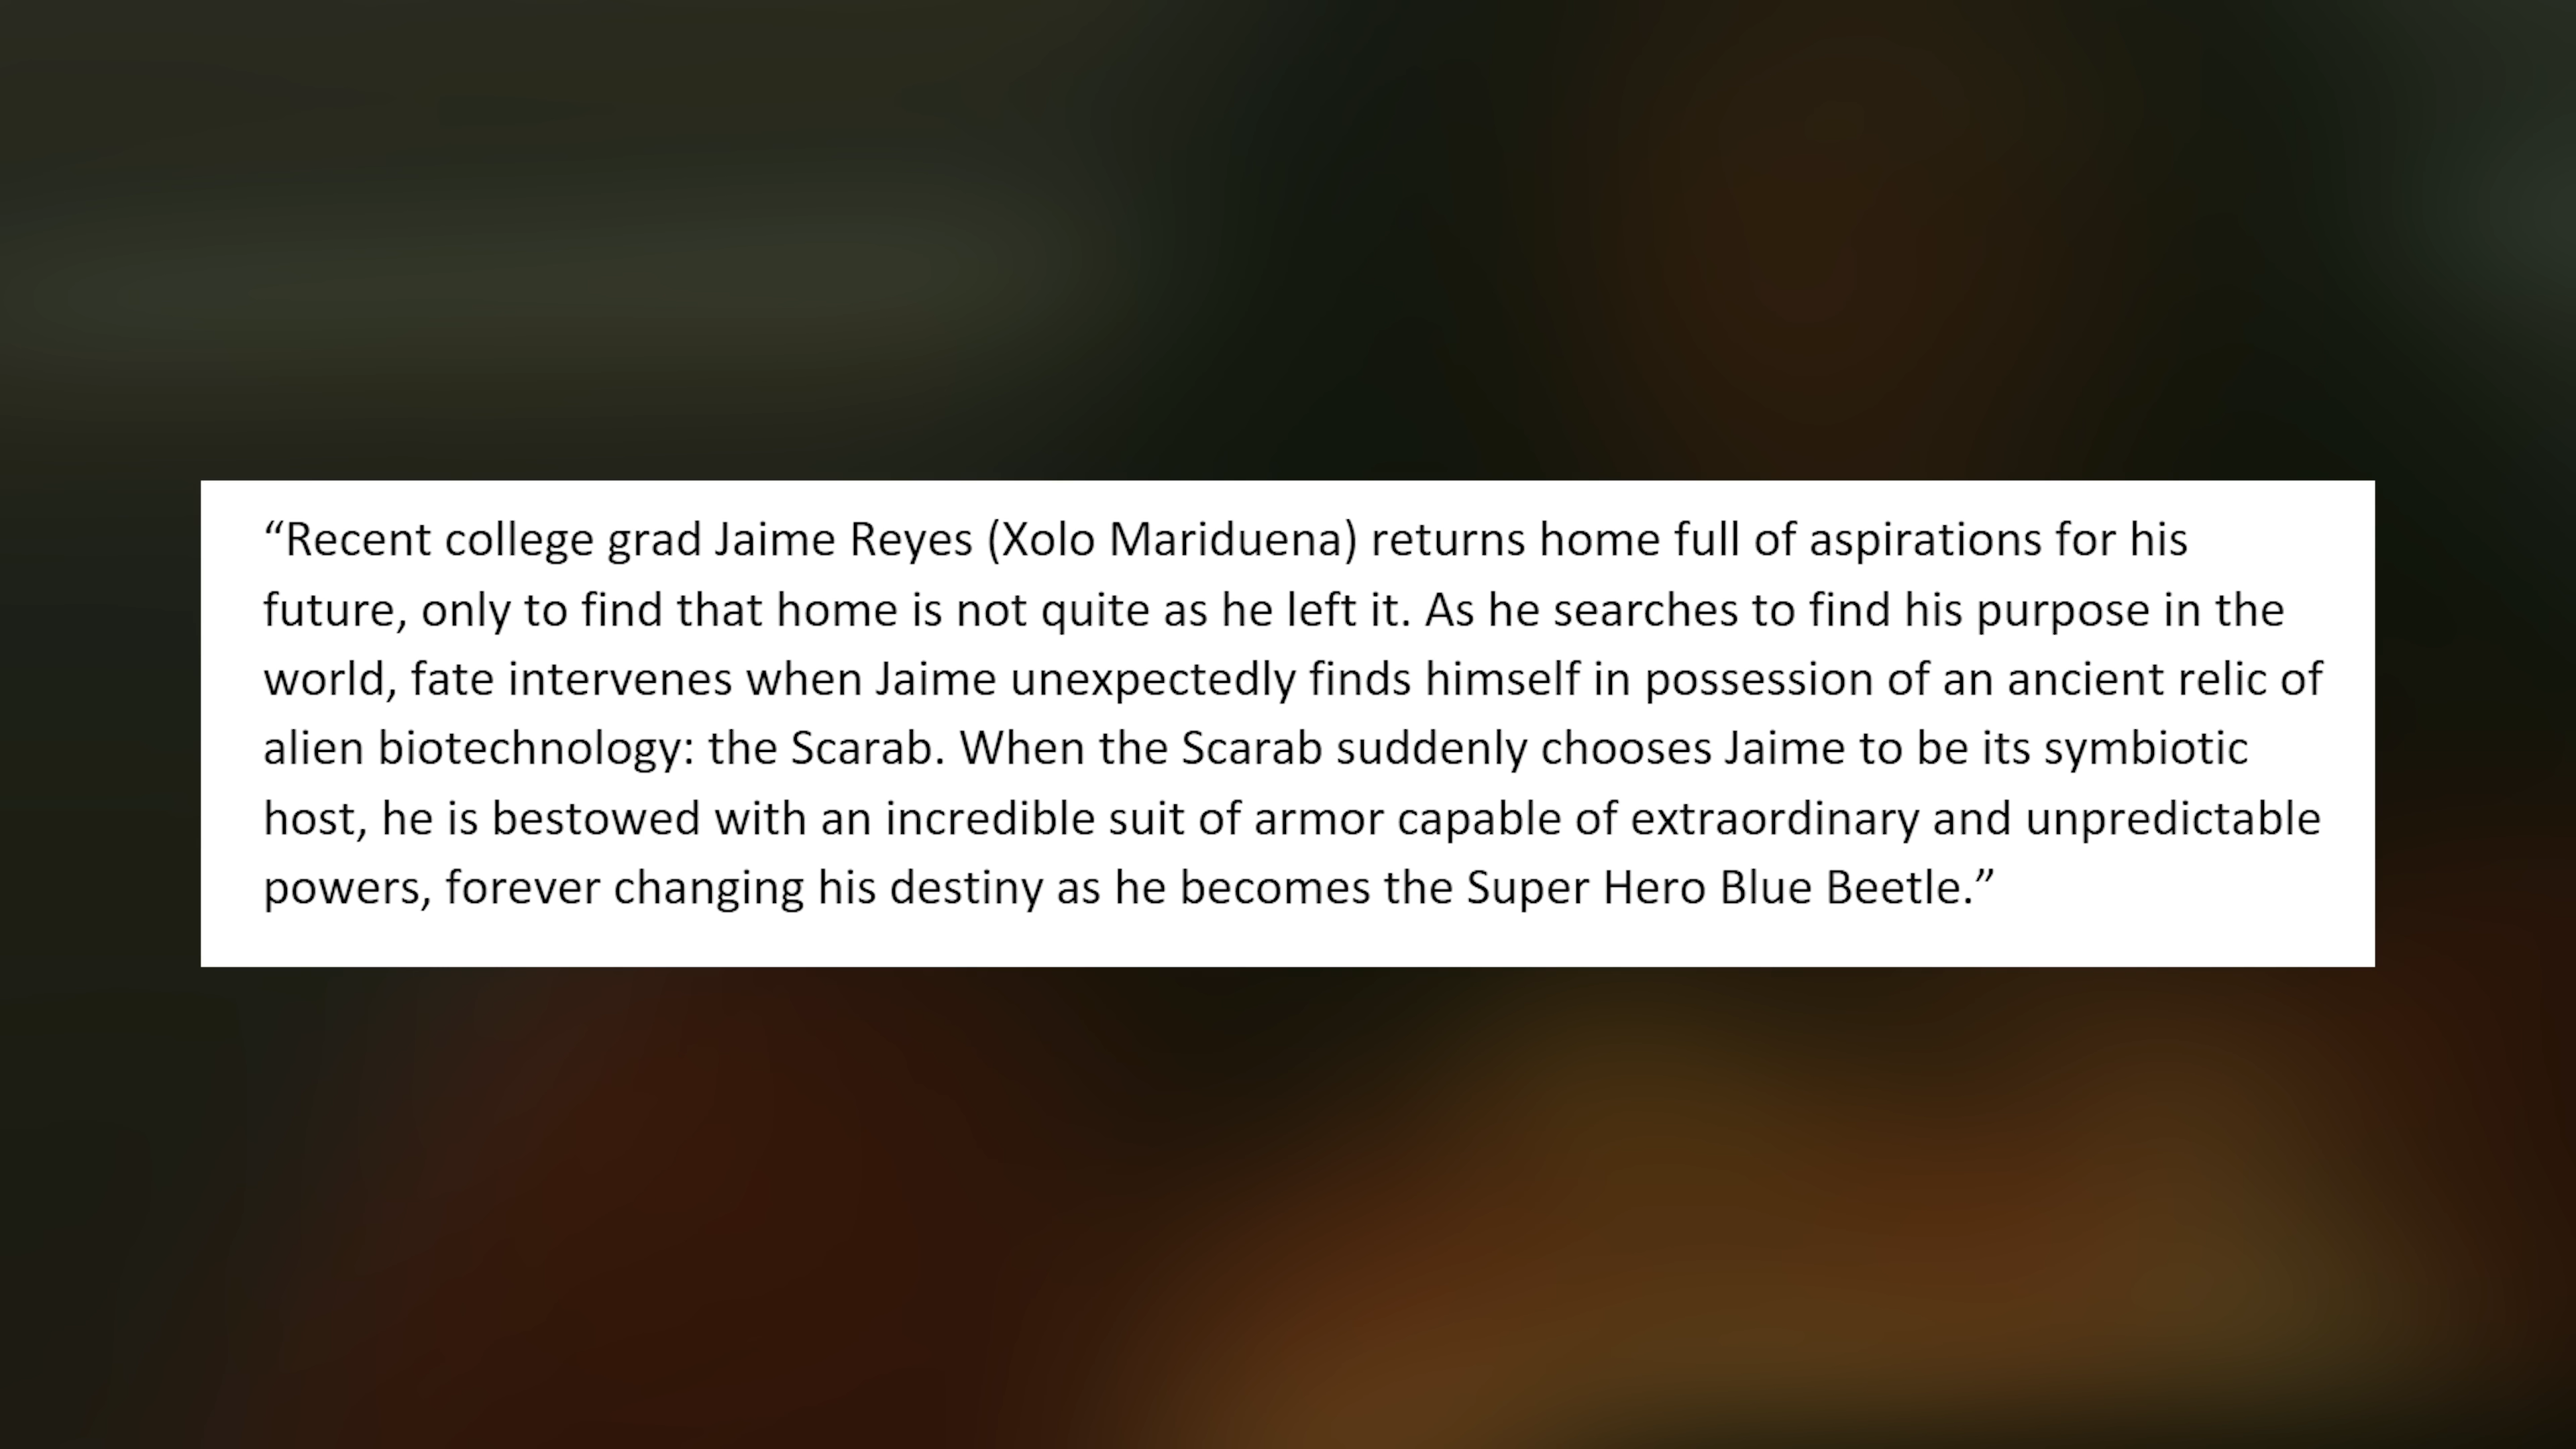 “Recent college grad Jaime Reyes (Xolo Mariduena) returns home full of aspirations for his
future, only to find that home is not quite as he left it. As he searches to find his purpose in the
world, fate intervenes when Jaime unexpectedly finds himself in possession of an ancient relic of
alien biotechnology: the Scarab. When the Scarab suddenly chooses Jaime to be its symbiotic
host, he is bestowed with an incredible suit of armor capable of extraordinary and unpredictable
powers, forever changing his destiny as he becomes the Super Hero Blue Beetle.”